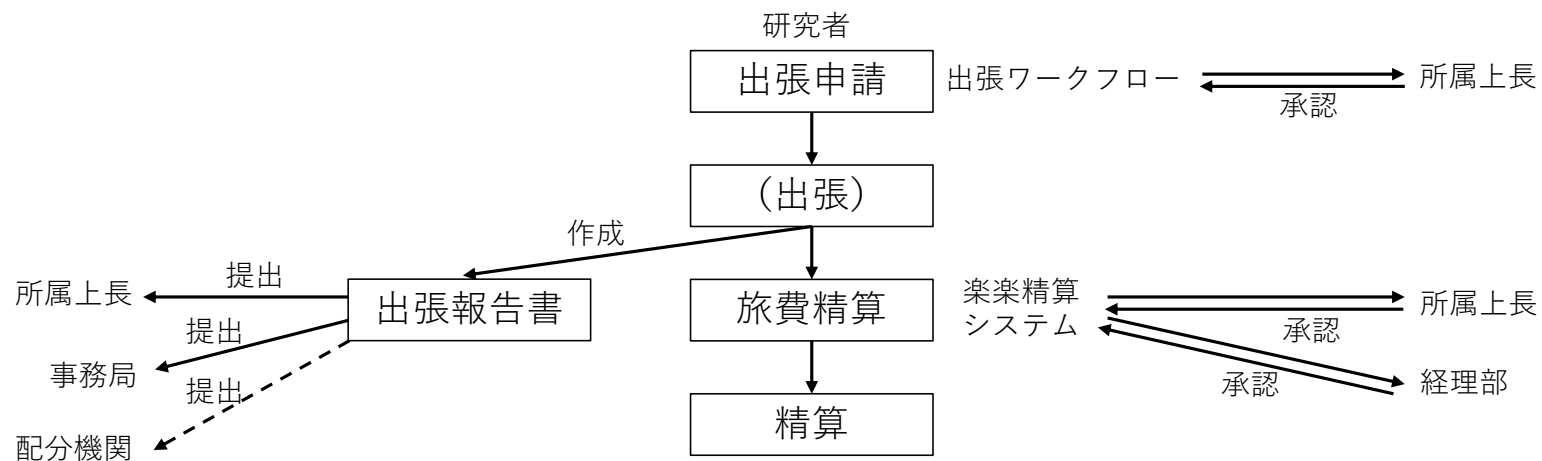 研究者
出張申請
出張ワークフロー
所属上長
承認
（出張）
作成
出張報告書
提出
所属上長
提出
事務局
提出
配分機関
旅費精算
楽楽精算
システム
所属上長
承認
承認
経理部
精算